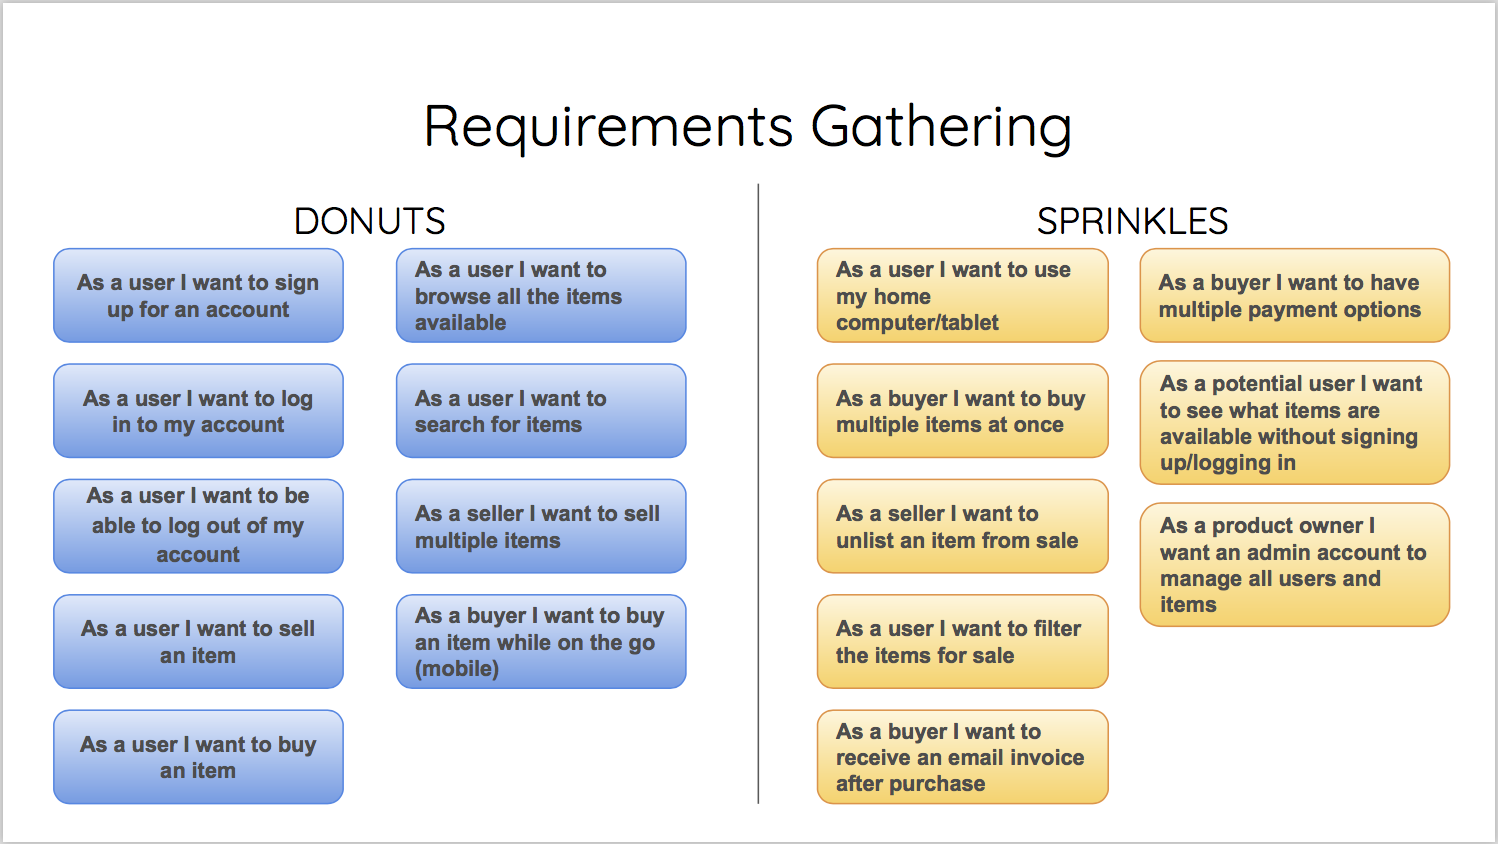 Requirements Gathering
DONUTS
As a user I want to sign
up for an account
As a user I want to log
in to my account
As a user I want to be
able to log out of my
account
As a user I want to sell
an item
As a user I want to buy
an item
As a user I want to
browse all the items
available
As a user I want to
search for items
As a seller I want to sell
multiple items
As a buyer I want to buy
an item while on the go
(mobile)
SPRINKLES
As a user I want to use
my home
computer/tablet
As a buyer I want to buy
multiple items at once
As a seller I want to
unlist an item from sale
As a user I want to filter
the items for sale
As a buyer I want to
receive an email invoice
after purchase
As a buyer I want to have
multiple payment options
As a potential user I want
to see what items are
available without signing
up/logging in
As a product owner I
want an admin account to
manage all users and
items